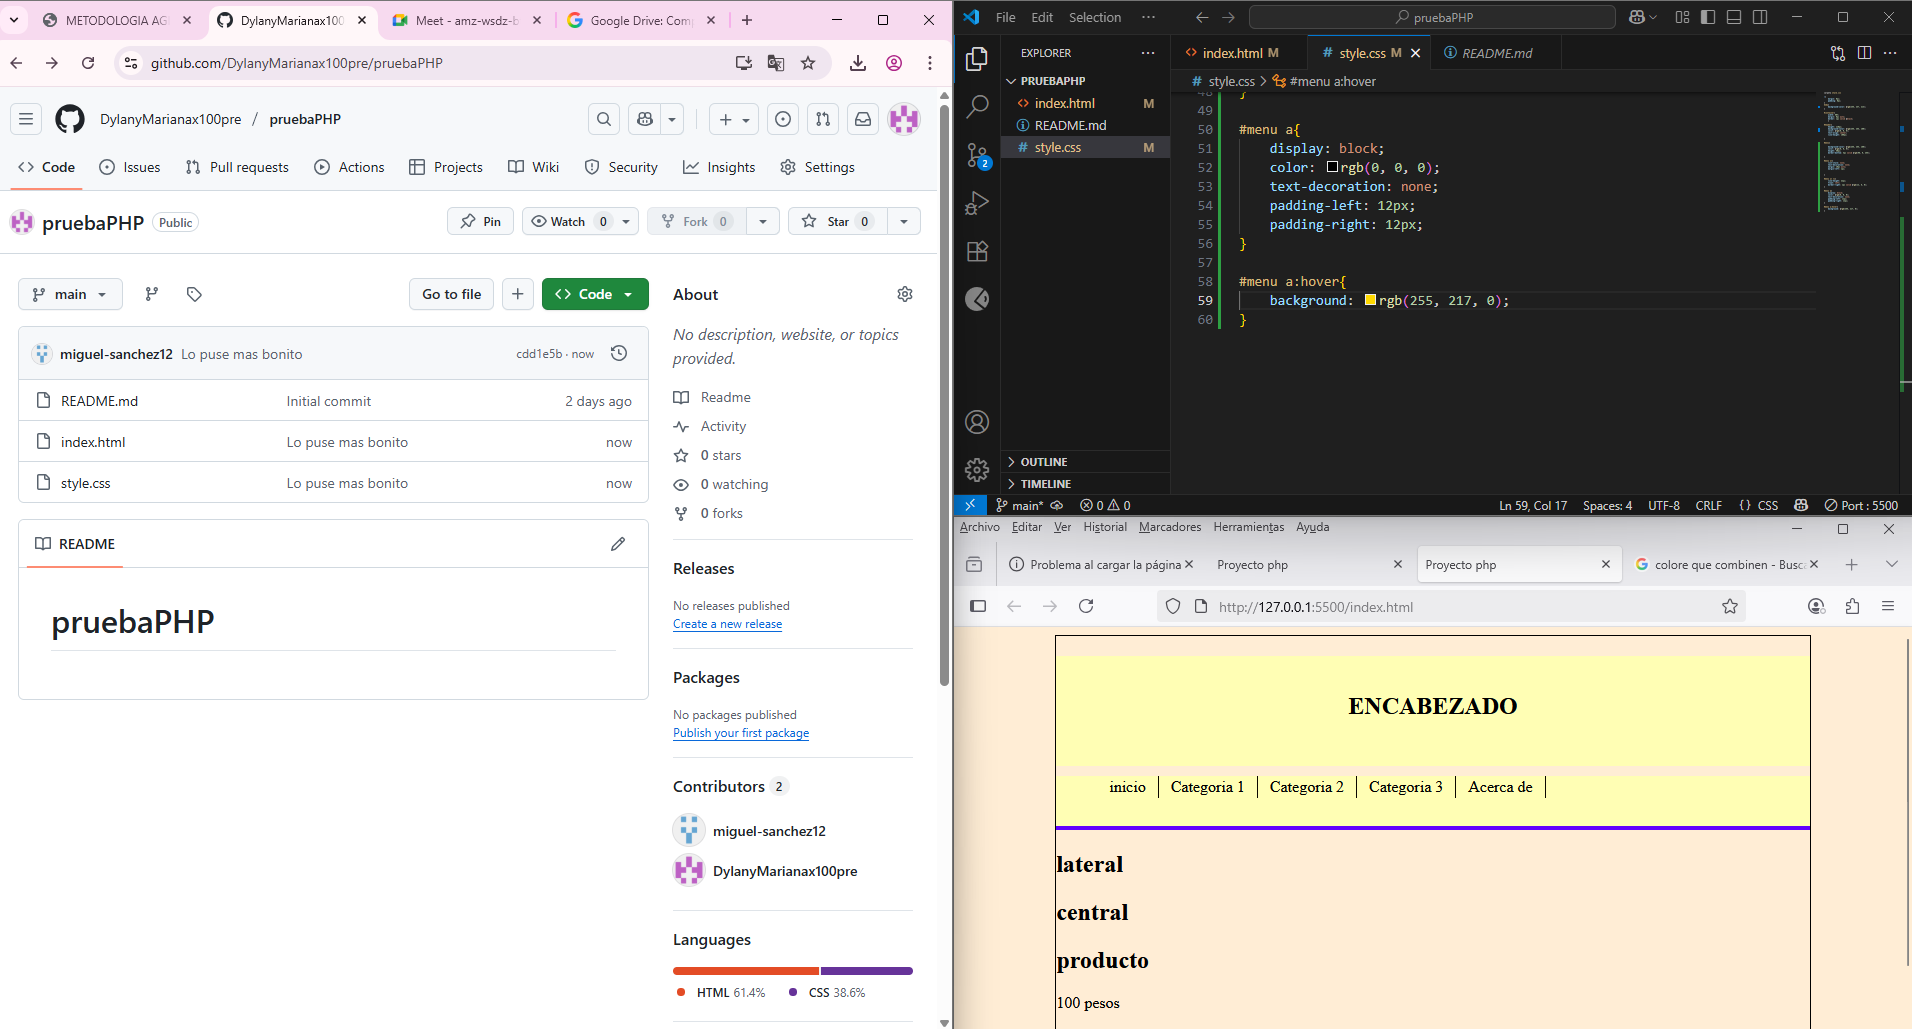 METODOLOGIA AG
DylanyMarianax100
Meet - amz-wsdz-b
Google Drive: Com
github.com/DylanyMarianax100pre/pruebaPHP
DylanyMarianax100pre / pruebaPHP
Code
Issues
Pull requests
Actions
Projects
Wiki
Security
Insights
Settings
pruebaPHP Public
Pin
Watch 0
Fork 0
Star 0
main
Go to file
Code
miguel-sanchez12 Lo puse mas bonito cdd1e5b · now
README.md Initial commit 2 days ago
index.html Lo puse mas bonito now
style.css Lo puse mas bonito now
README
pruebaPHP
About
No description, website, or topics
provided.
Readme
Activity
0 stars
0 watching
0 forks
Releases
No releases published
Create a new release
Packages
No packages published
Publish your first package
Contributors 2
miguel-sanchez12
DylanyMarianax100pre
Languages
HTML 61.4% CSS 38.6%
File Edit Selection ···
pruebaPHP
EXPLORER
PRUEBAPHP
index.html M
README.md
style.css M
2
OUTLINE
TIMELINE
index.html M
style.css M
README.md
style.css > #menu a:hover
48 }
49
50 #menu a{
51 display: block;
52 color: rgb(0, 0, 0);
53 text-decoration: none;
54 padding-left: 12px;
55 padding-right: 12px;
56 }
57
58 #menu a:hover{
59 background: rgb(255, 217, 0);
60 }
main* 0 0 Ln 59, Col 17 Spaces: 4 UTF-8 CRLF {} CSS Port : 5500
Archivo Editar Ver Historial Marcadores Herramientas Ayuda
Problema al cargar la página
Proyecto php
Proyecto php
colore que combinen - Busc
http://127.0.0.1:5500/index.html
ENCABEZADO
inicio
Categoria 1
Categoria 2
Categoria 3
Acerca de
lateral
central
producto
100 pesos